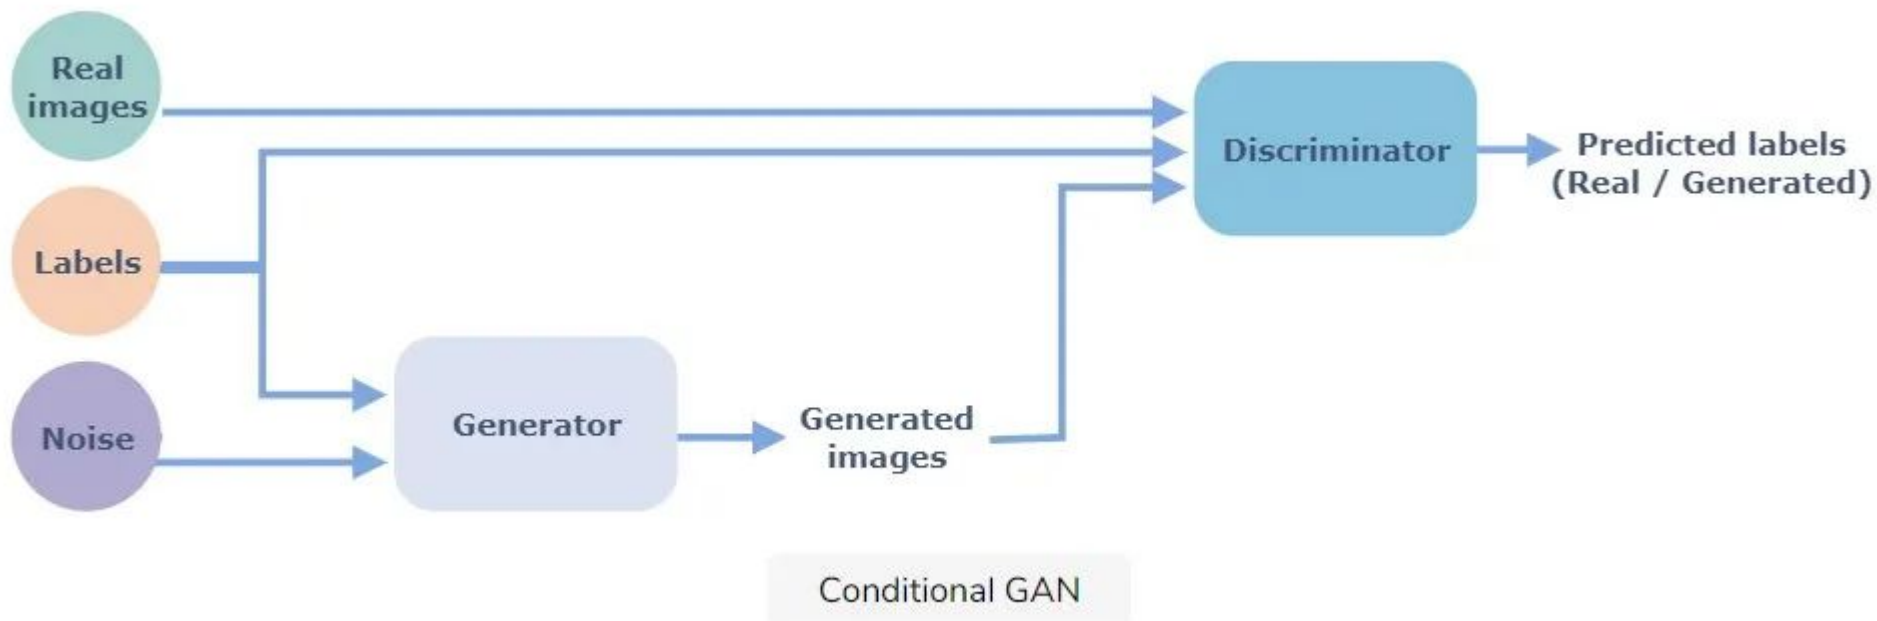 Real
images
Labels
Noise
Generator
Generated
images
Discriminator
Predicted labels
(Real / Generated)
Conditional GAN